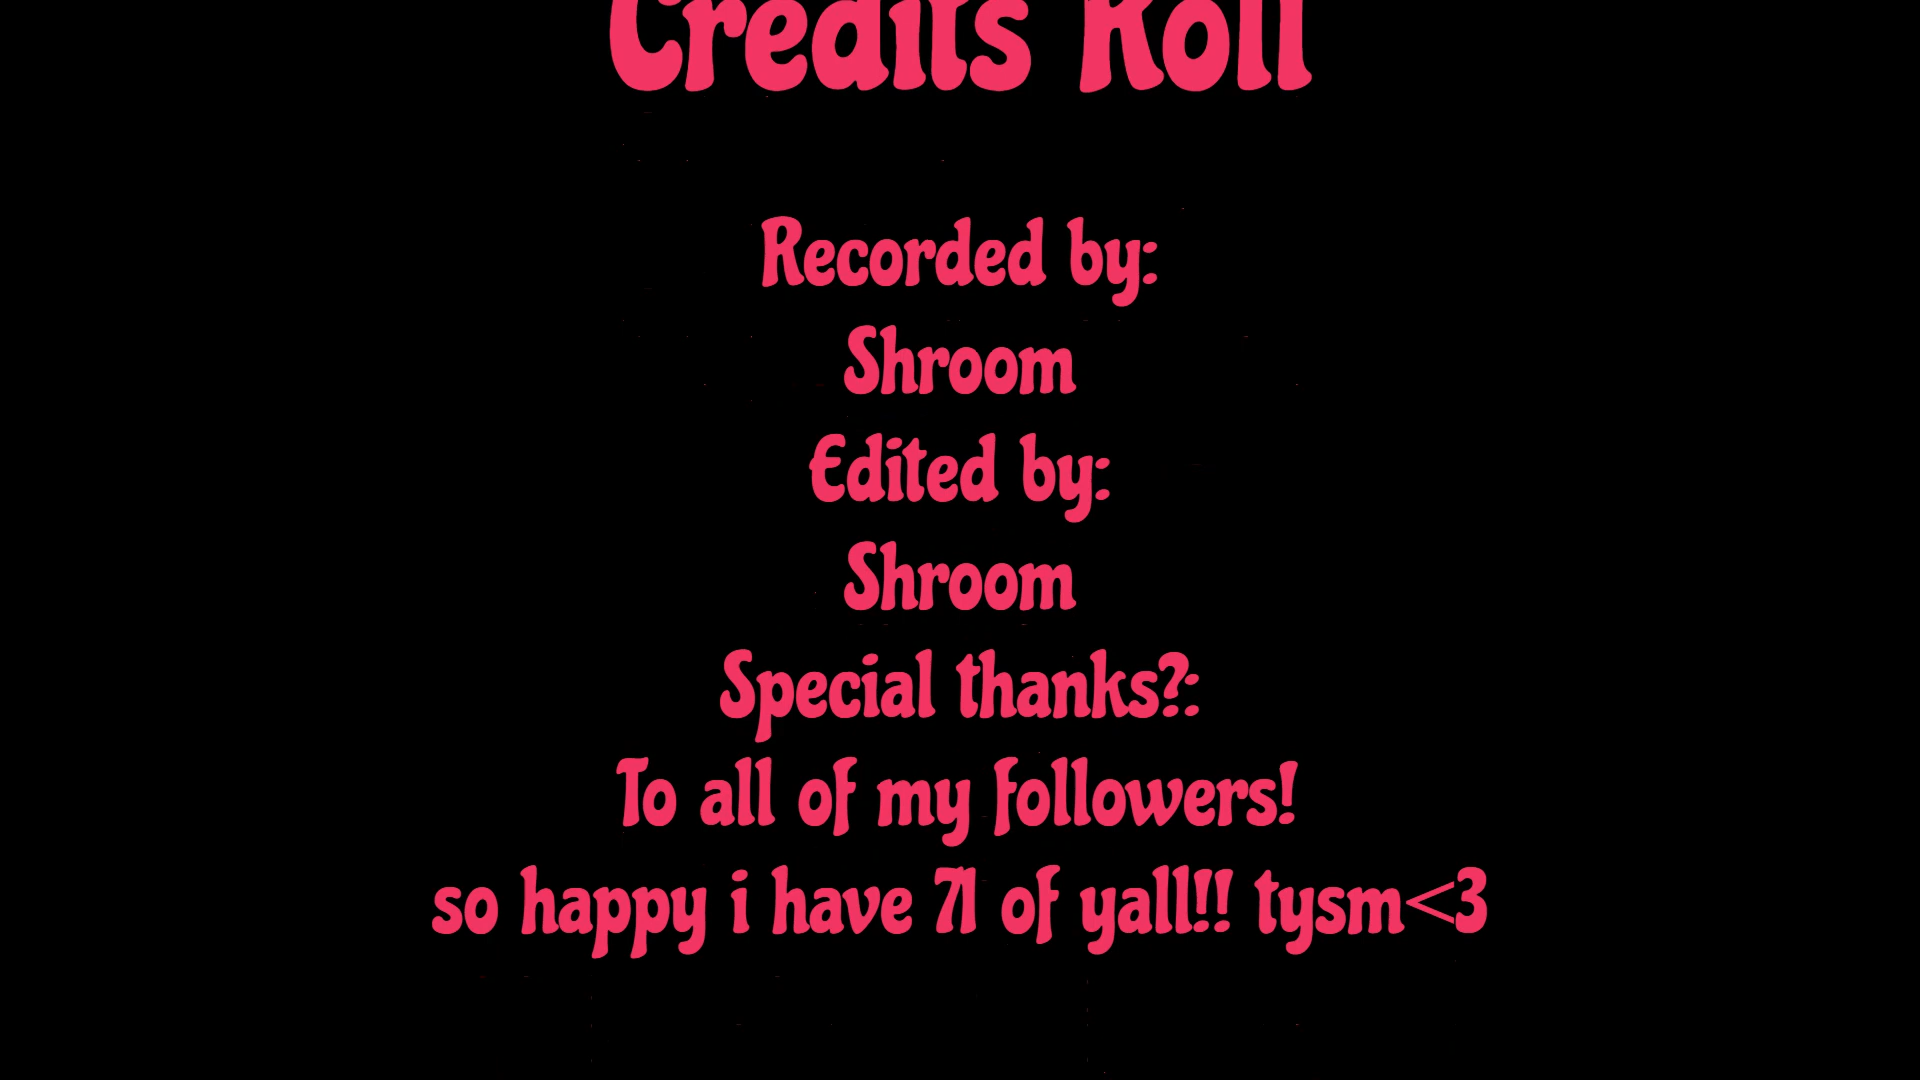 Credits Roll
Recorded by:
Shroom
Edited by:
Shroom
Special thanks?:
To all of my followers!
so happy i have 71 of yall!! tysm<3